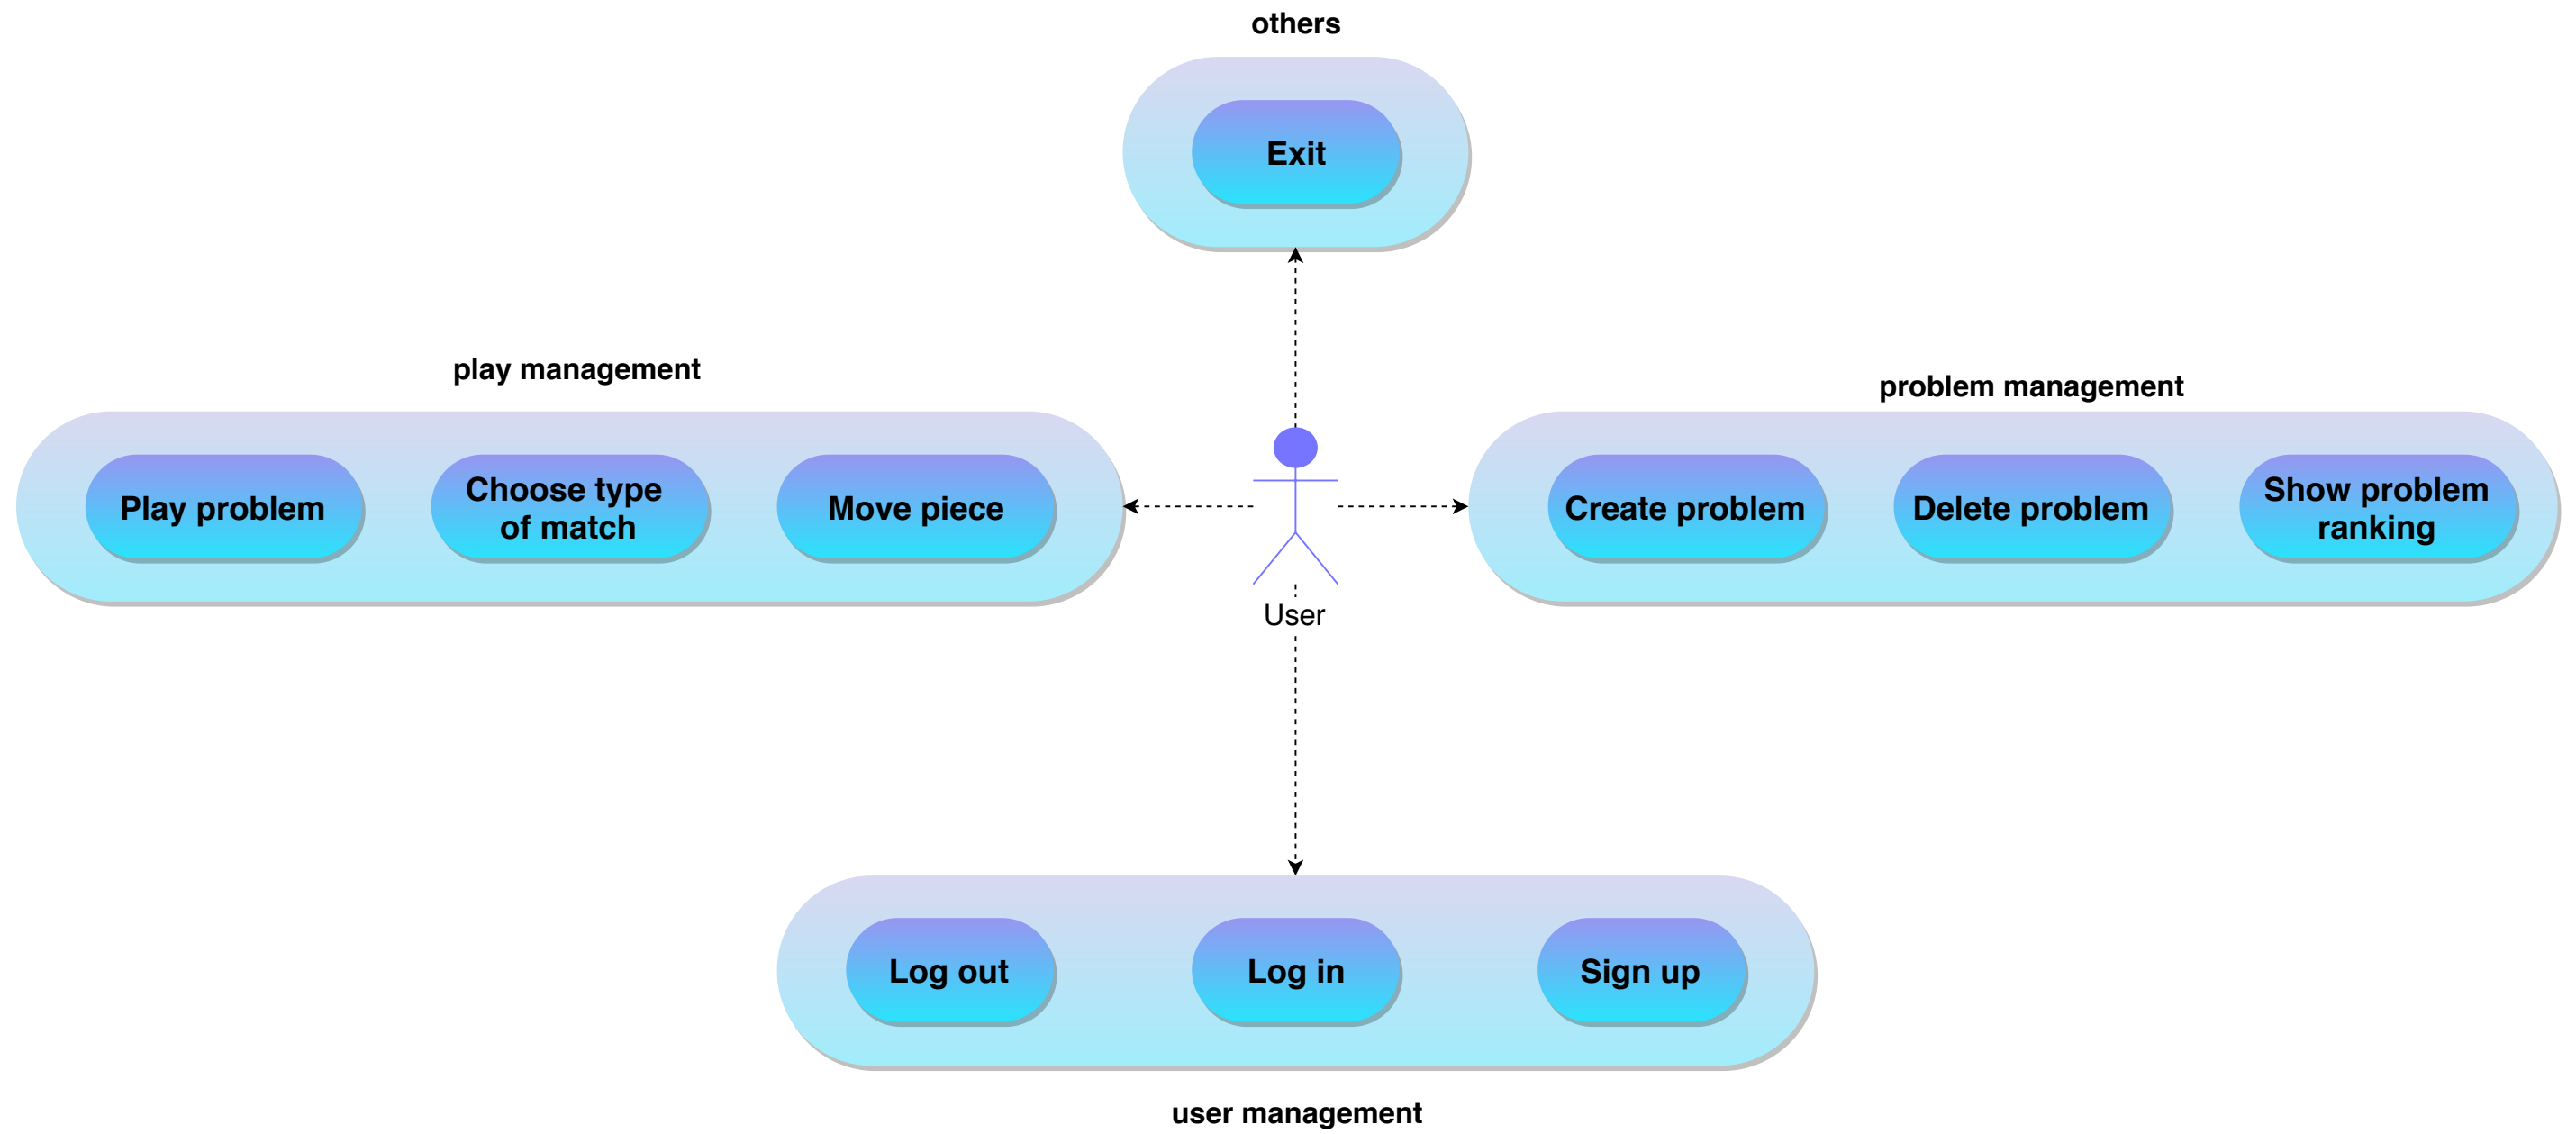 others
Exit
play management
problem management
Play problem
Choose type
of match
Move piece
Create problem
Delete problem
Show problem
ranking
User
Log out
Log in
Sign up
user management